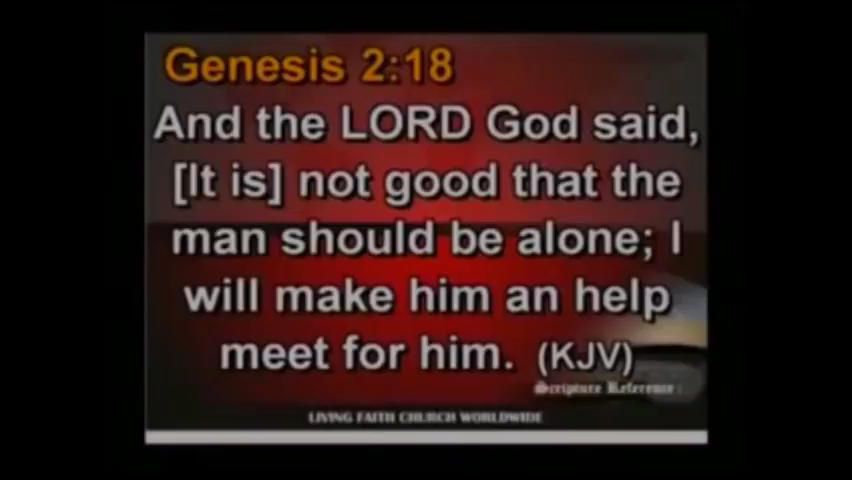 Genesis 2:18
And the LORD God said,
[It is] not good that the
man should be alone; I
will make him an help
meet for him. (KJV)
Scripture Reference :
LIVING FAITH CHURCH WORLDWIDE